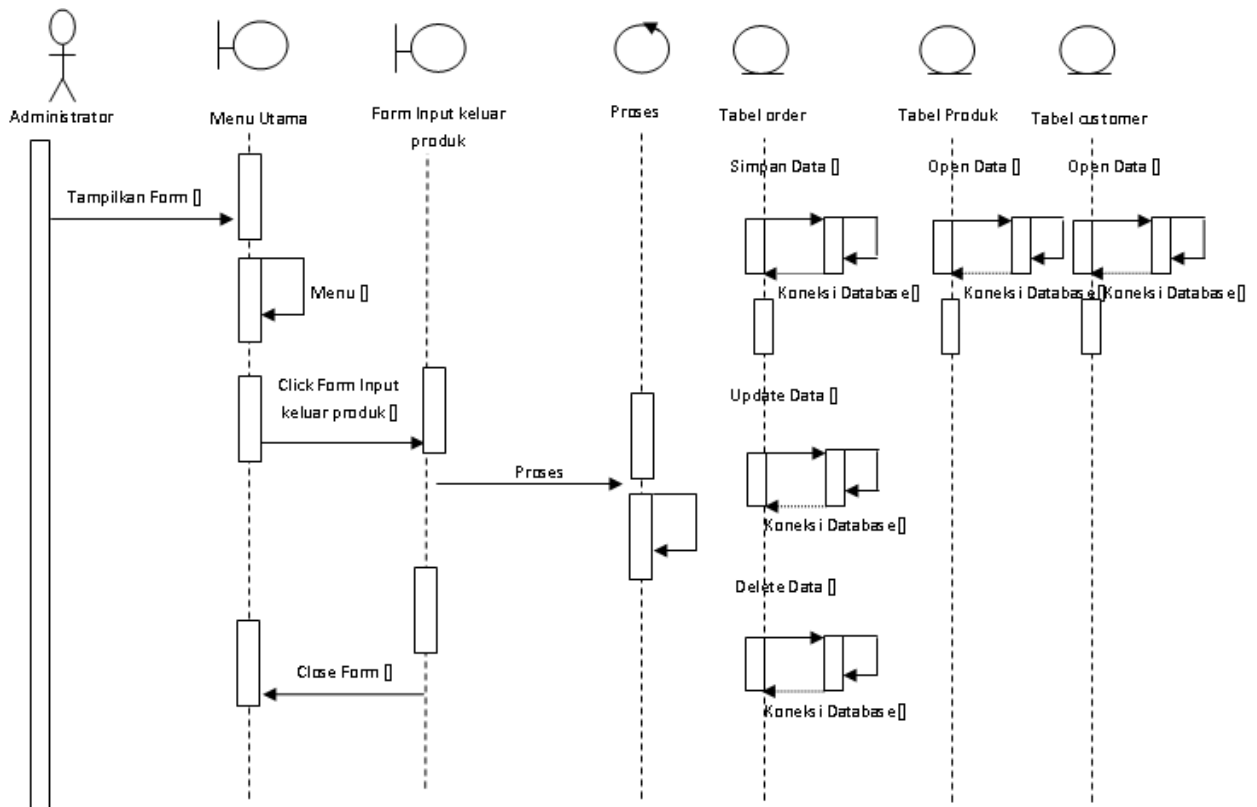 Administrator
Menu Utama
Form Input keluar
produk
Proses
Tabel order
Tabel Produk
Tabel customer
Simpan Data []
Open Data []
Open Data []
Tampilkan Form []
Menu []
Koneksi Database[]
Koneksi Database[]
Koneksi Database[]
Click Form Input
keluar produk []
Update Data []
Proses
Koneksi Database[]
Delete Data []
Close Form []
Koneksi Database[]